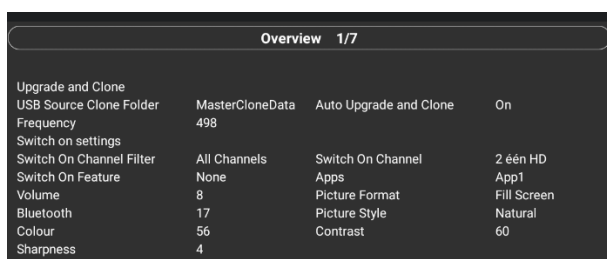 Overview 1/7
Upgrade and Clone
USB Source Clone Folder MasterCloneData Auto Upgrade and Clone On
Frequency 498
Switch on settings
Switch On Channel Filter All Channels Switch On Channel 2 één HD
Switch On Feature None Apps App1
Volume 8 Picture Format Fill Screen
Bluetooth 17 Picture Style Natural
Colour 56 Contrast 60
Sharpness 4